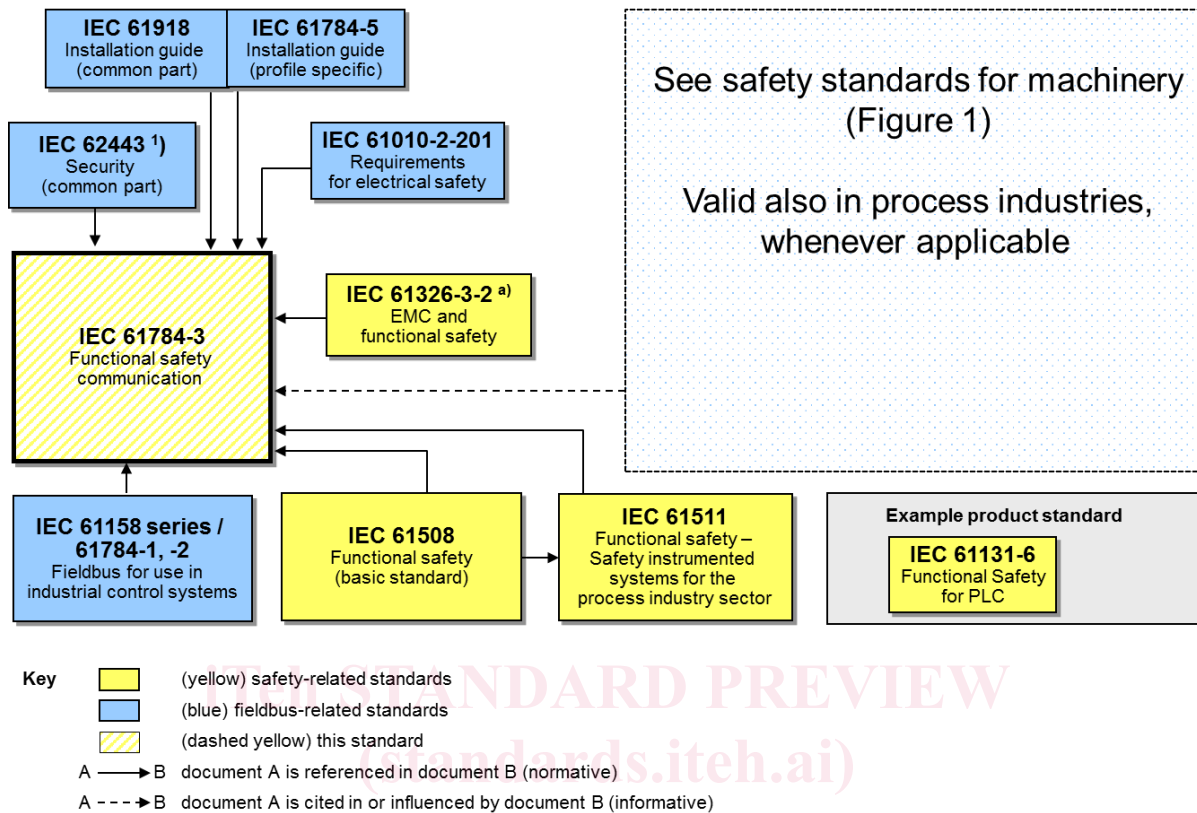 IEC 61918
Installation guide
(common part)
IEC 61784-5
Installation guide
(profile specific)
See safety standards for machinery
(Figure 1)
Valid also in process industries,
whenever applicable
IEC 62443 ¹)
Security
(common part)
IEC 61010-2-201
Requirements
for electrical safety
IEC 61326-3-2 a)
EMC and
functional safety
IEC 61784-3
Functional safety
communication
IEC 61158 series /
61784-1, -2
Fieldbus for use in
industrial control systems
IEC 61508
Functional safety
(basic standard)
IEC 61511
Functional safety –
Safety instrumented
systems for the
process industry sector
Example product standard
IEC 61131-6
Functional Safety
for PLC
Key
(yellow) safety-related standards
(blue) fieldbus-related standards
(dashed yellow) this standard
A B document A is referenced in document B (normative)
A B document A is cited in or influenced by document B (informative)
iTeh STANDARD PREVIEW
(standards.iteh.ai)